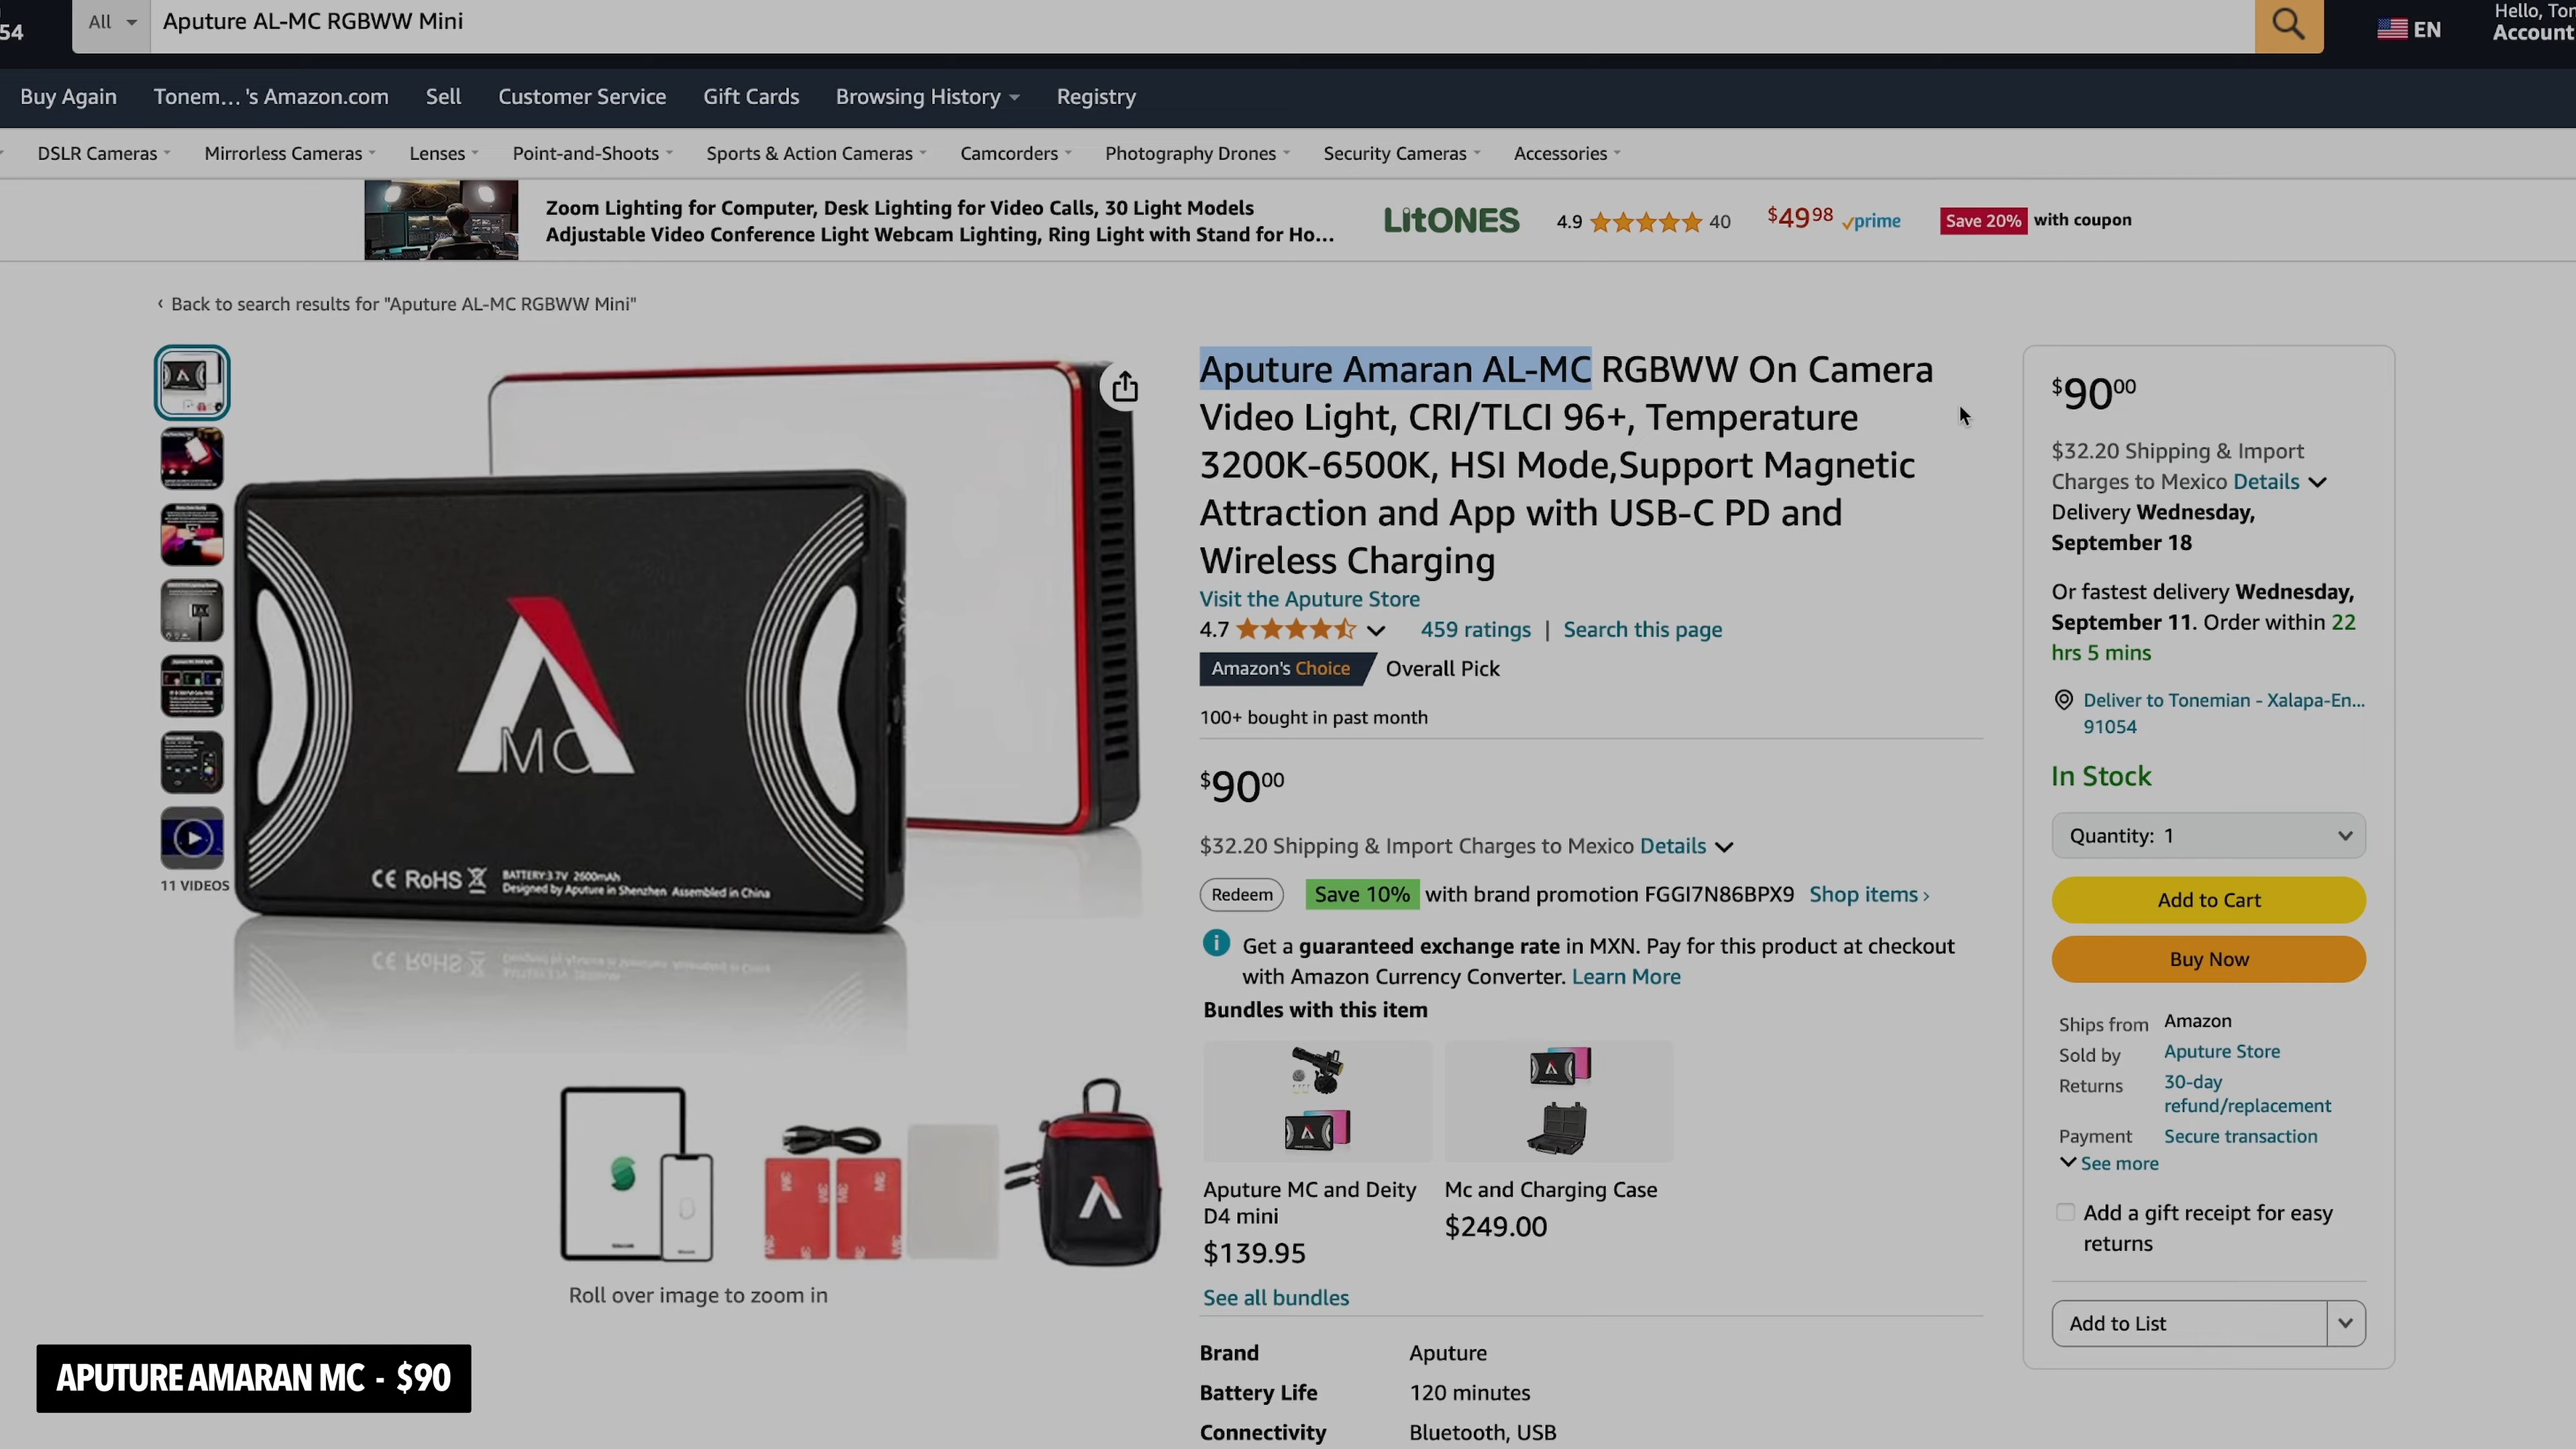 54
All
Aputure AL-MC RGBWW Mini
EN
Hello, Ton
Account
Buy Again
Tonem... 's Amazon.com
Sell
Customer Service
Gift Cards
Browsing History
Registry
DSLR Cameras
Mirrorless Cameras
Lenses
Point-and-Shoots
Sports & Action Cameras
Camcorders
Photography Drones
Security Cameras
Accessories
Zoom Lighting for Computer, Desk Lighting for Video Calls, 30 Light Models
Adjustable Video Conference Light Webcam Lighting, Ring Light with Stand for Ho...
LitONES
4.9
40
$4998 prime
Save 20% with coupon
‹ Back to search results for "Aputure AL-MC RGBWW Mini"
MC
CE RoHS
BATTERY:3.7V 2600mAh
Designed by Aputure in Shenzhen Assembled in China
11 VIDEOS
Roll over image to zoom in
Aputure Amaran AL-MC RGBWW On Camera
Video Light, CRI/TLCI 96+, Temperature
3200K-6500K, HSI Mode,Support Magnetic
Attraction and App with USB-C PD and
Wireless Charging
Visit the Aputure Store
4.7
459 ratings | Search this page
Amazon's Choice Overall Pick
100+ bought in past month
$9000
$32.20 Shipping & Import Charges to Mexico Details
Redeem Save 10% with brand promotion FGGI7N86BPX9 Shop items ›
Get a guaranteed exchange rate in MXN. Pay for this product at checkout
with Amazon Currency Converter. Learn More
Bundles with this item
Aputure MC and Deity
D4 mini
$139.95
Mc and Charging Case
$249.00
See all bundles
Brand Aputure
Battery Life 120 minutes
Connectivity Bluetooth, USB
$9000
$32.20 Shipping & Import
Charges to Mexico Details
Delivery Wednesday,
September 18
Or fastest delivery Wednesday,
September 11. Order within 22
hrs 5 mins
Deliver to Tonemian - Xalapa-En...
91054
In Stock
Quantity: 1
Add to Cart
Buy Now
Ships from Amazon
Sold by Aputure Store
Returns 30-day
refund/replacement
Payment Secure transaction
See more
Add a gift receipt for easy
returns
Add to List
APUTURE AMARAN MC - $90